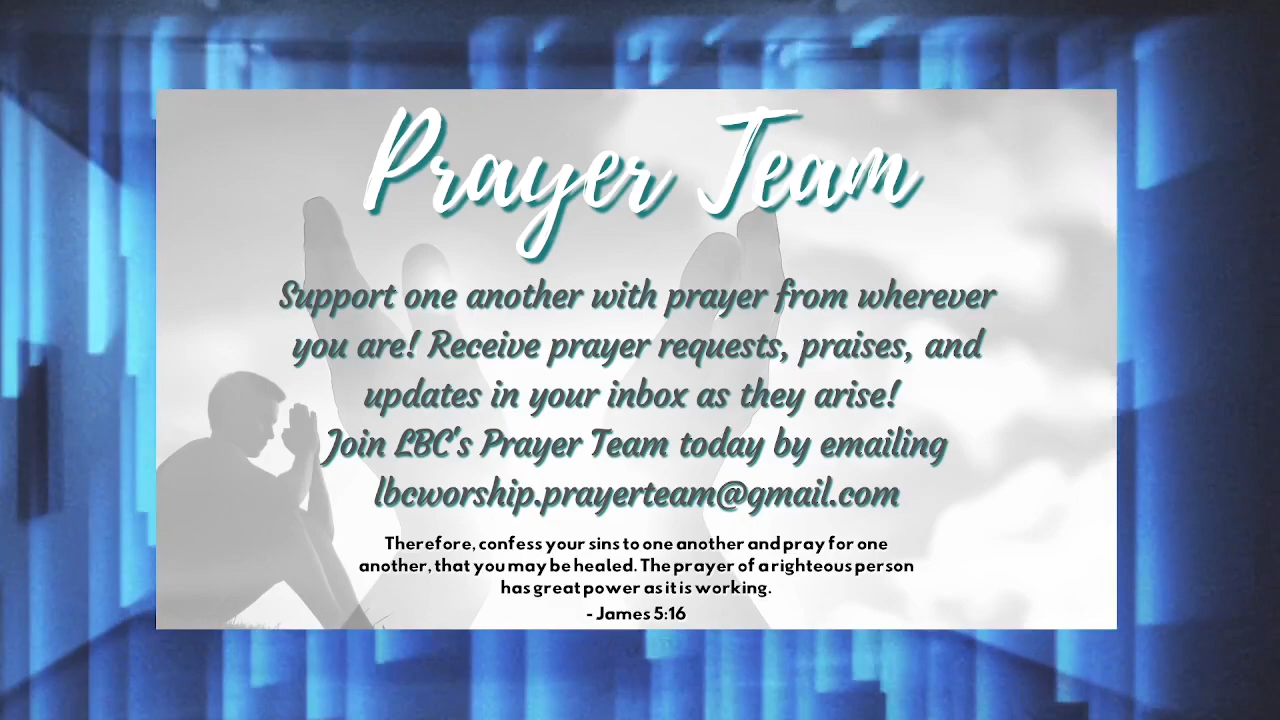 Prayer Team
Support one another with prayer from wherever
you are! Receive prayer requests, praises, and
updates in your inbox as they arise!
Join LBC's Prayer Team today by emailing
lbcworship.prayerteam@gmail.com
Therefore, confess your sins to one another and pray for one
another, that you may be healed. The prayer of a righteous person
has great power as it is working.
- James 5:16